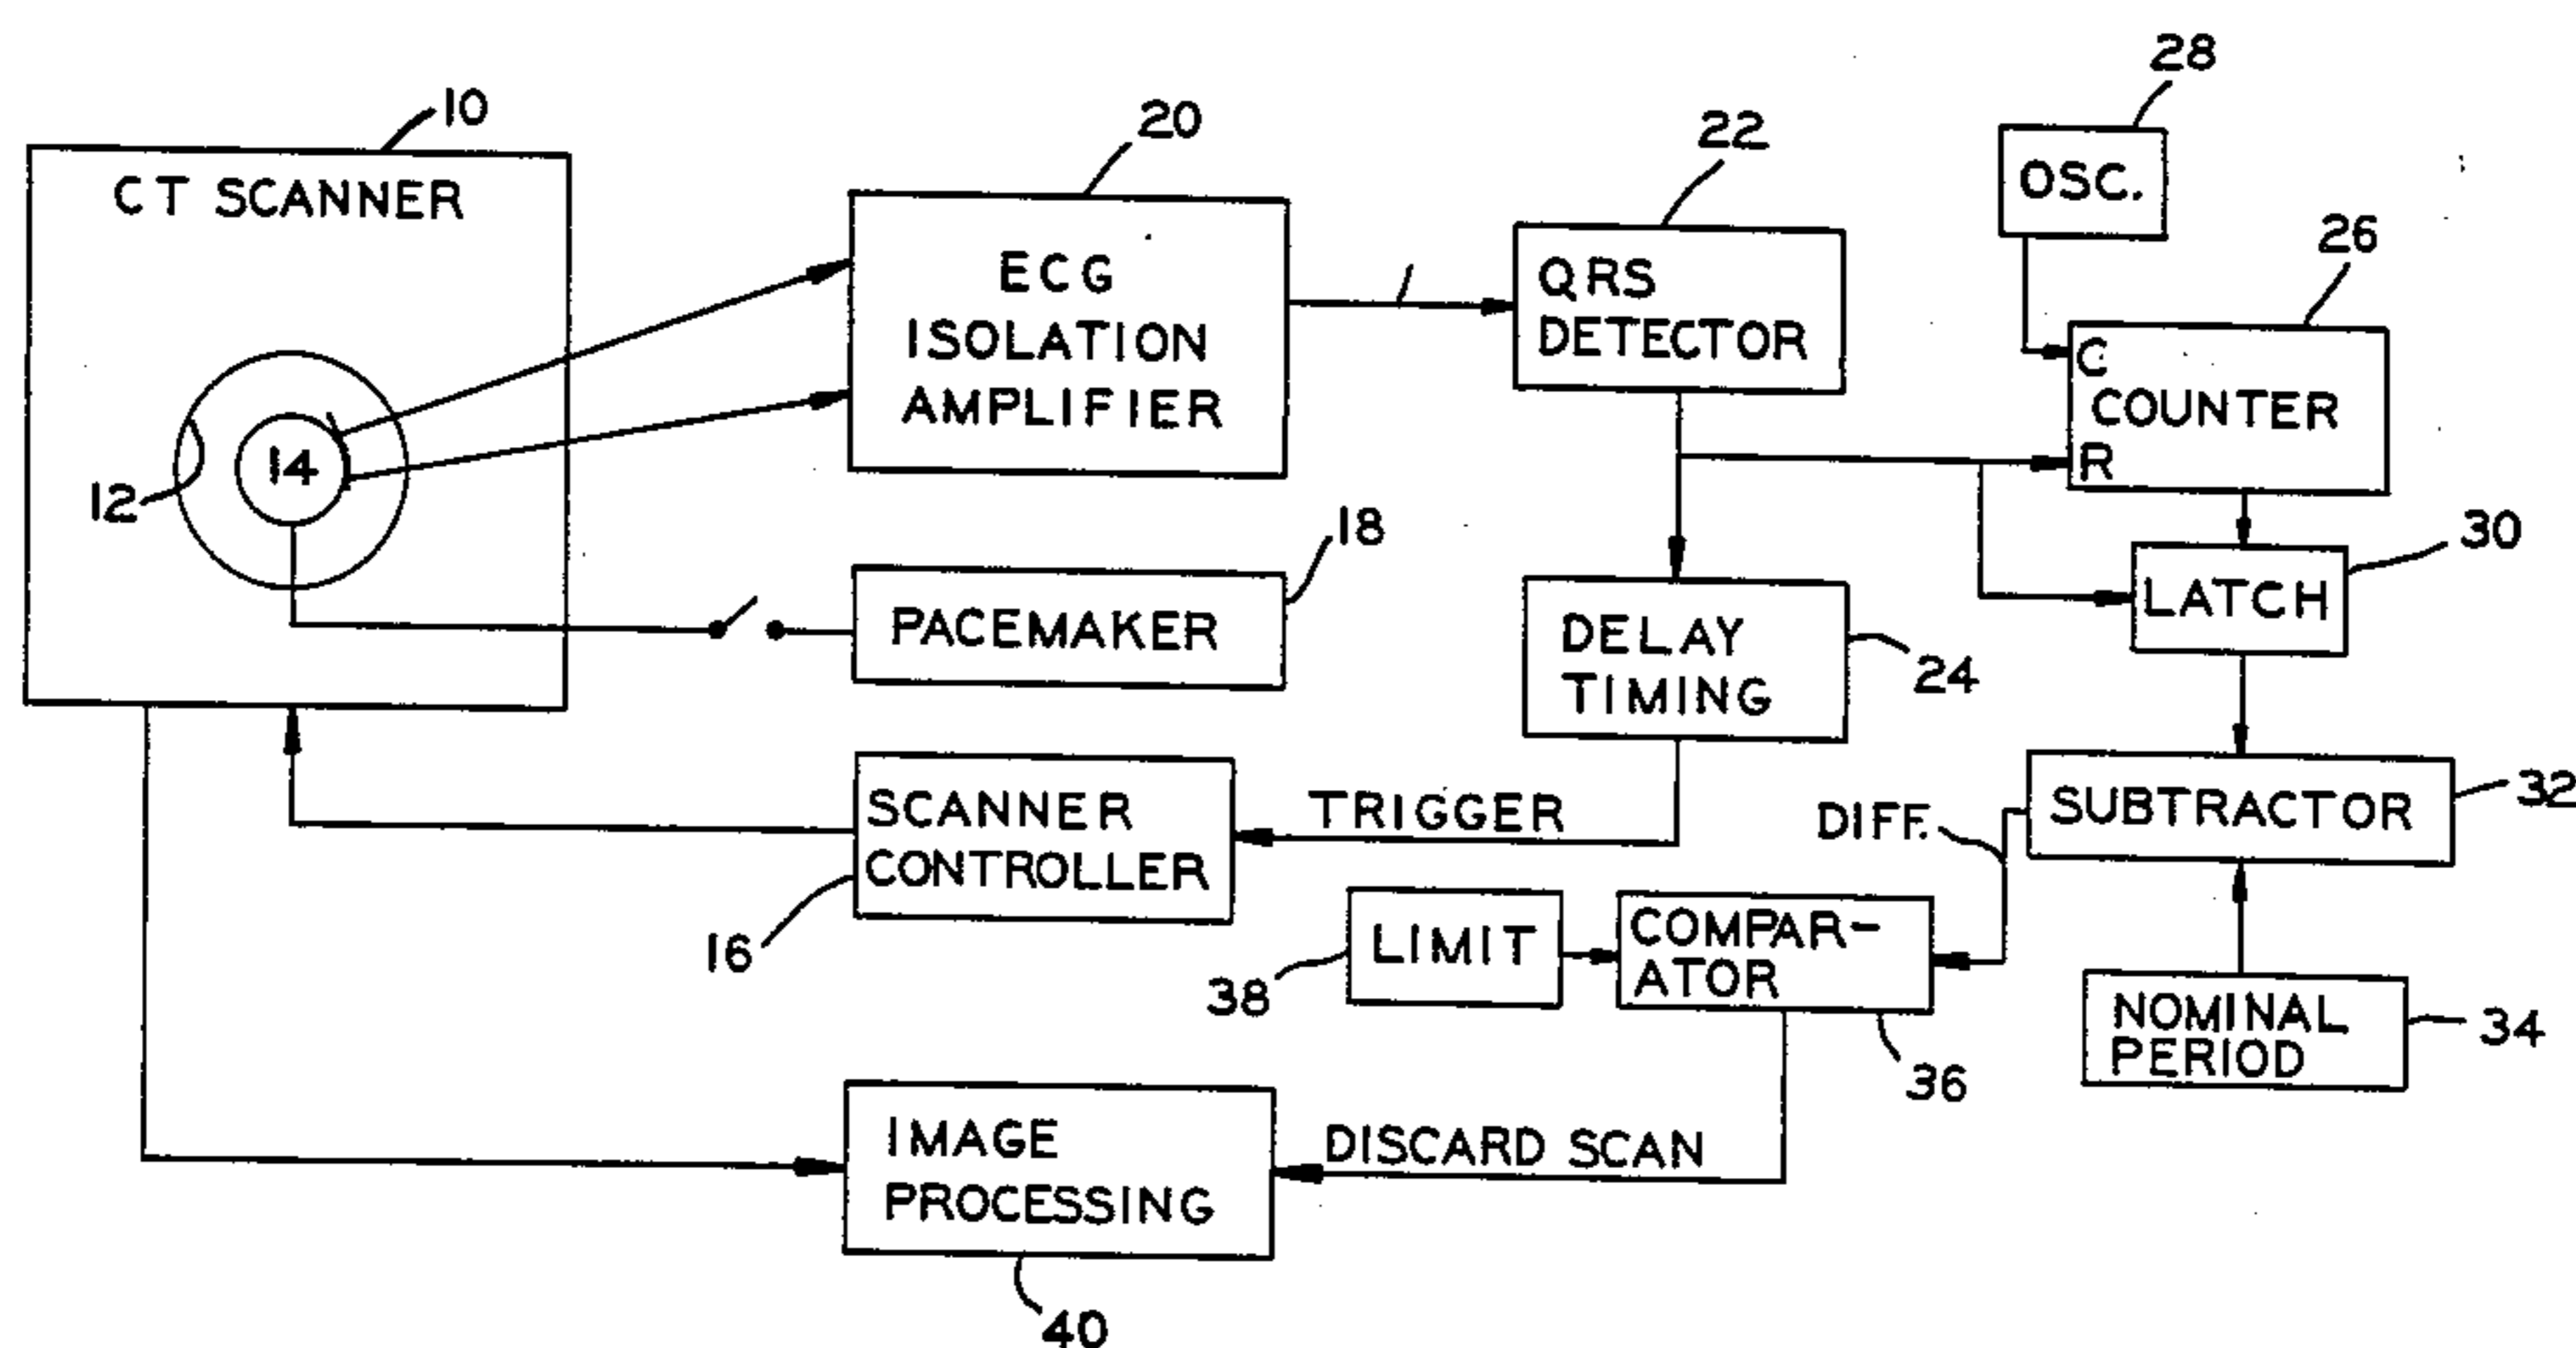 10
CT SCANNER
12
14
20
ECG
ISOLATION
AMPLIFIER
22
QRS
DETECTOR
28
OSC.
26
C
COUNTER
R
18
PACEMAKER
DELAY
TIMING
24
30
LATCH
SCANNER
CONTROLLER
16
TRIGGER
DIFF.
SUBTRACTOR
32
38
LIMIT
COMPAR-
ATOR
36
NOMINAL
PERIOD
34
IMAGE
PROCESSING
40
DISCARD SCAN